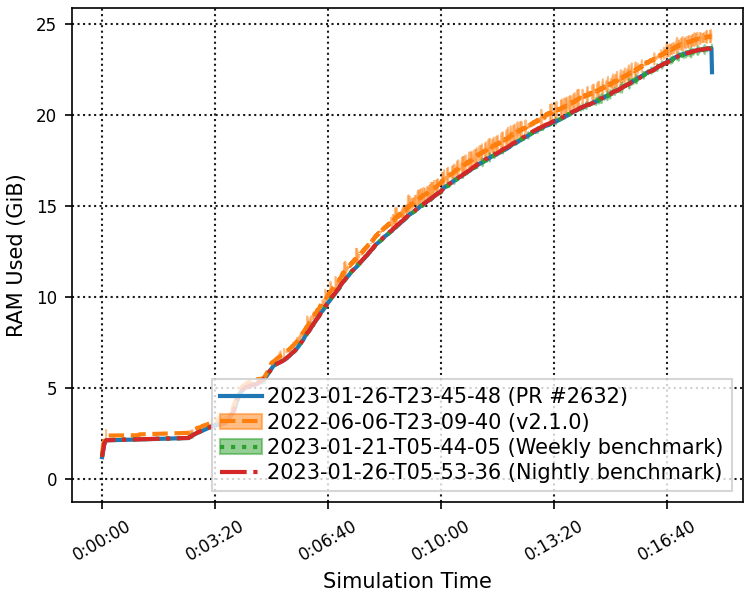 25
20
15
10
5
0
RAM Used (GiB)
2023-01-26-T23-45-48 (PR #2632)
2022-06-06-T23-09-40 (v2.1.0)
2023-01-21-T05-44-05 (Weekly benchmark)
2023-01-26-T05-53-36 (Nightly benchmark)
0:00:00 0:03:20 0:06:40 0:10:00 0:13:20 0:16:40
Simulation Time